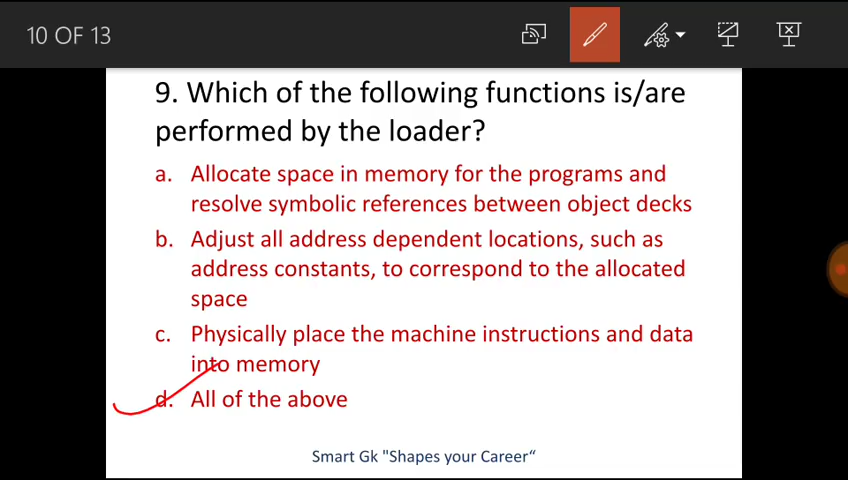 10 OF 13
9. Which of the following functions is/are
performed by the loader?
a. Allocate space in memory for the programs and
resolve symbolic references between object decks
b. Adjust all address dependent locations, such as
address constants, to correspond to the allocated
space
c. Physically place the machine instructions and data
into memory
d. All of the above
Smart Gk "Shapes your Career“